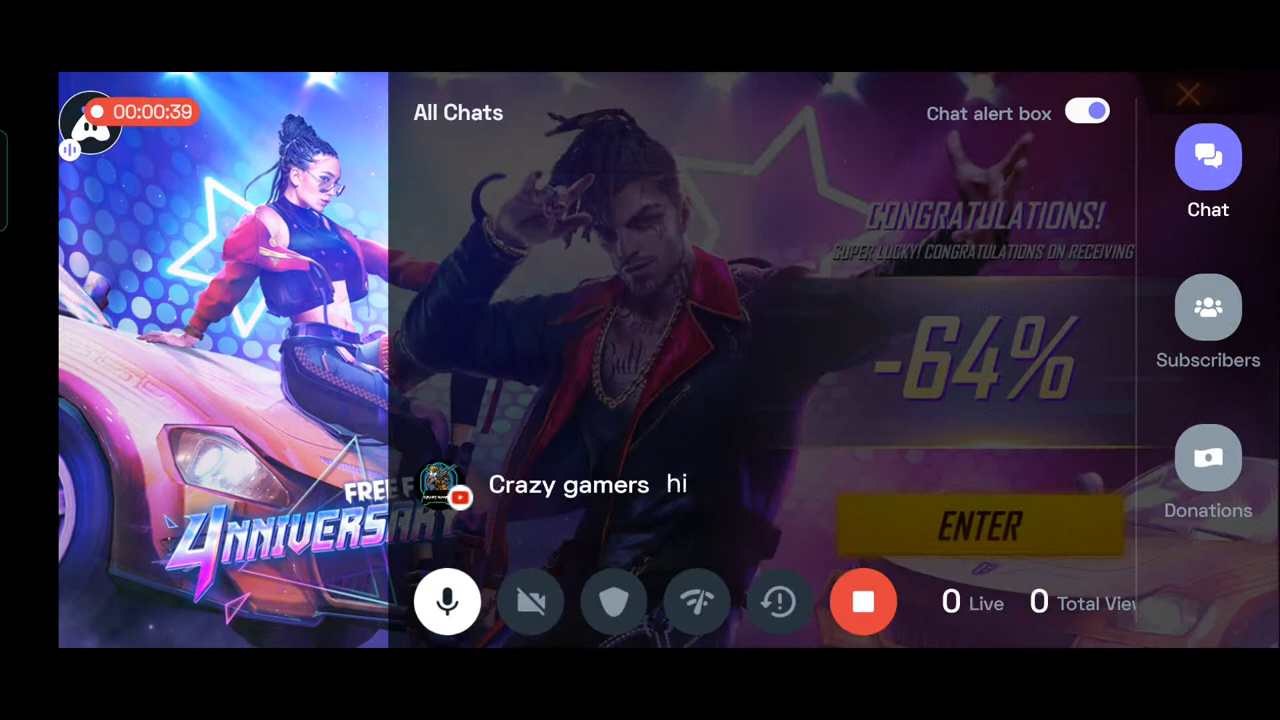 00:00:39
All Chats
Chat alert box
Chat
CONGRATULATIONS!
SUPER LUCKY! CONGRATULATIONS ON RECEIVING
-64%
Subscribers
Crazy gamers hi
FREE F
4NNIVERSARY
ENTER
Donations
0 Live 0 Total Vie